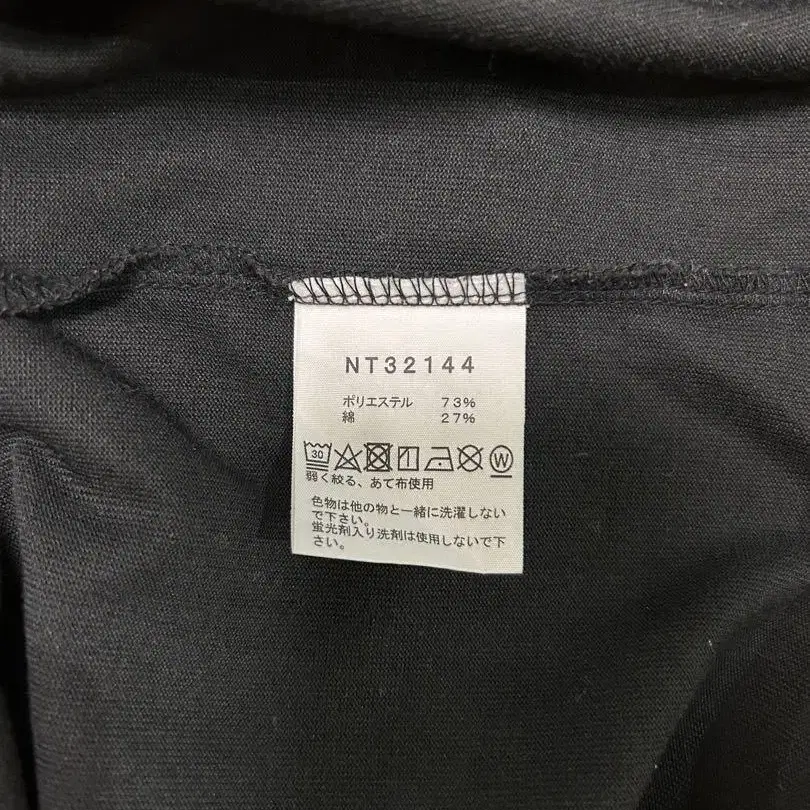 NT32144
ポリエステル 73%
綿 27%
30 W
弱く絞る、あて布使用
色物は他の物と一緒に洗濯しない
で下さい。
蛍光剤入り洗剤は使用しないで下
さい。